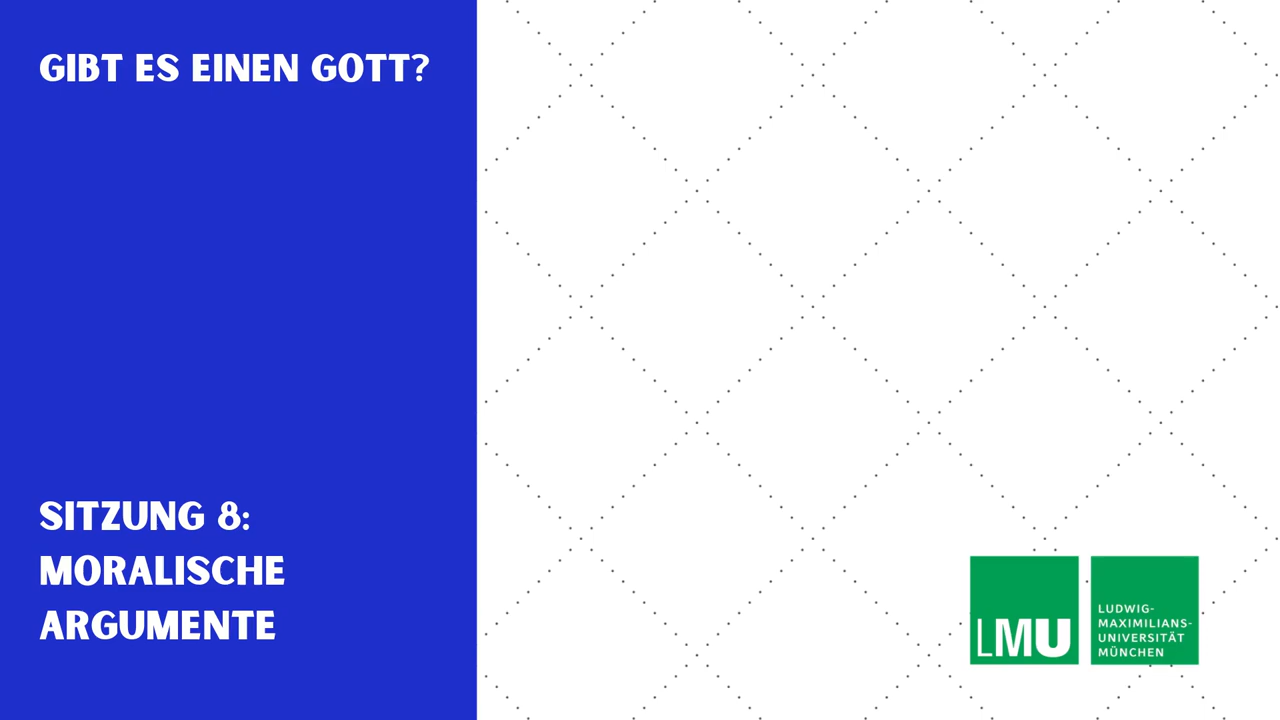 GIBT ES EINEN GOTT?
SITZUNG 8:
MORALISCHE
ARGUMENTE
LMU
LUDWIG-
MAXIMILIANS-
UNIVERSITÄT
MÜNCHEN